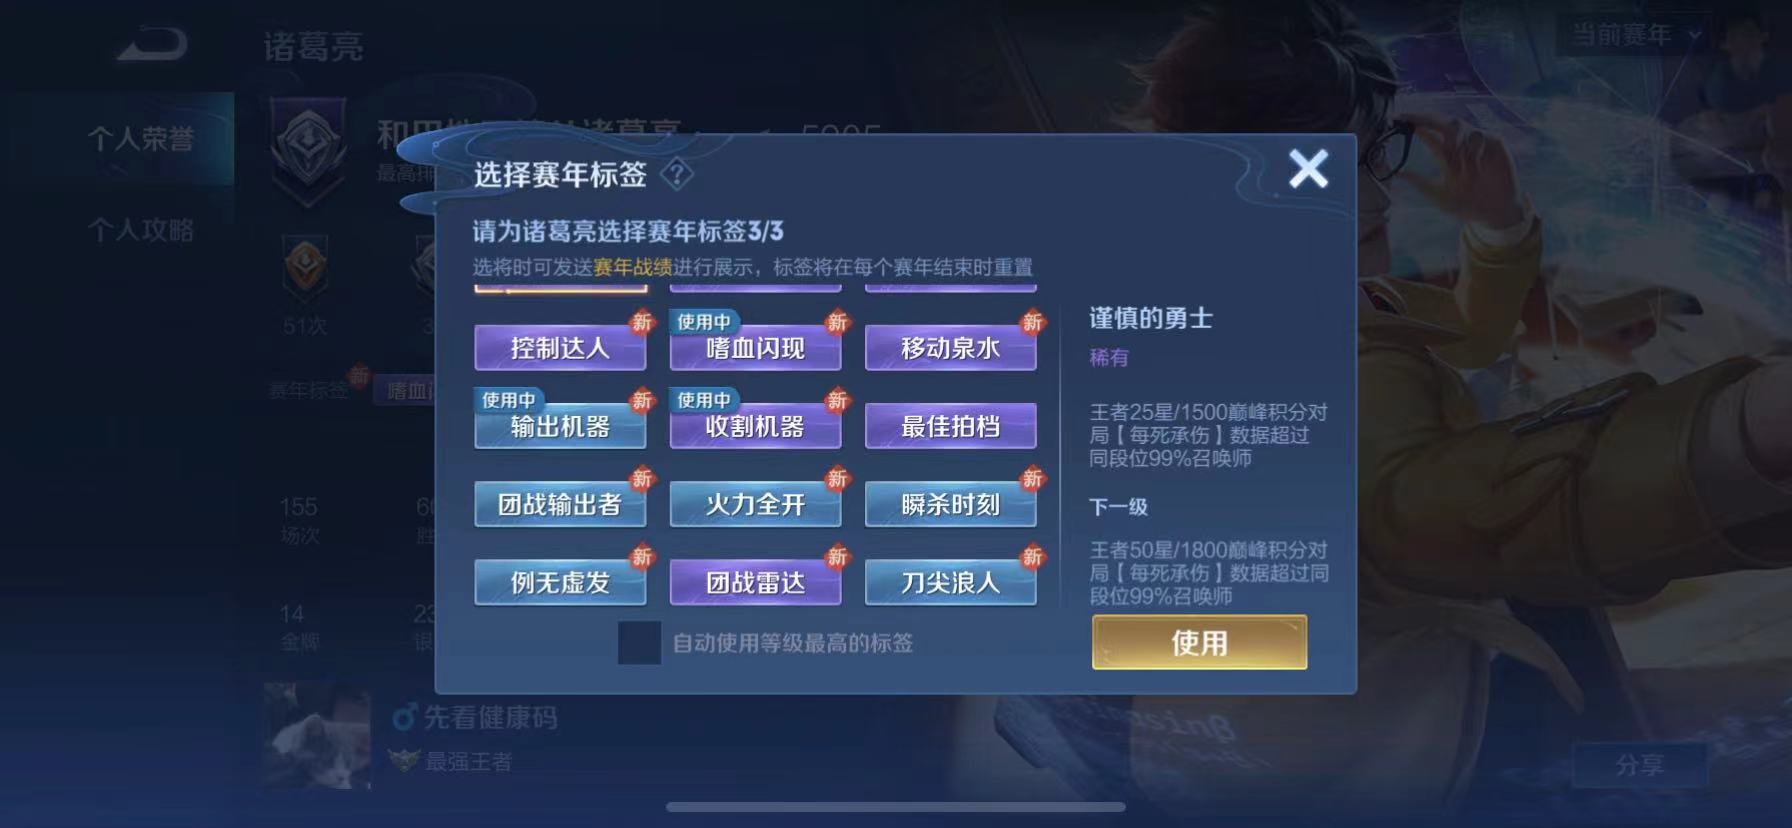 诸葛亮
当前赛年
个人荣誉
个人攻略
51次
赛年标签
新
155
场次
14
金牌
选择赛年标签
?
请为诸葛亮选择赛年标签3/3
选将时可发送赛年战绩进行展示，标签将在每个赛年结束时重置
控制达人
新
使用中
嗜血闪现
新
移动泉水
新
使用中
输出机器
新
使用中
收割机器
新
最佳拍档
团战输出者
新
火力全开
新
瞬杀时刻
新
例无虚发
新
团战雷达
新
刀尖浪人
新
自动使用等级最高的标签
谨慎的勇士
稀有
王者25星/1500巅峰积分对
局【每死承伤】数据超过
同段位99%召唤师
下一级
王者50星/1800巅峰积分对
局【每死承伤】数据超过同
段位99%召唤师
使用
先看健康码
最强王者
分享